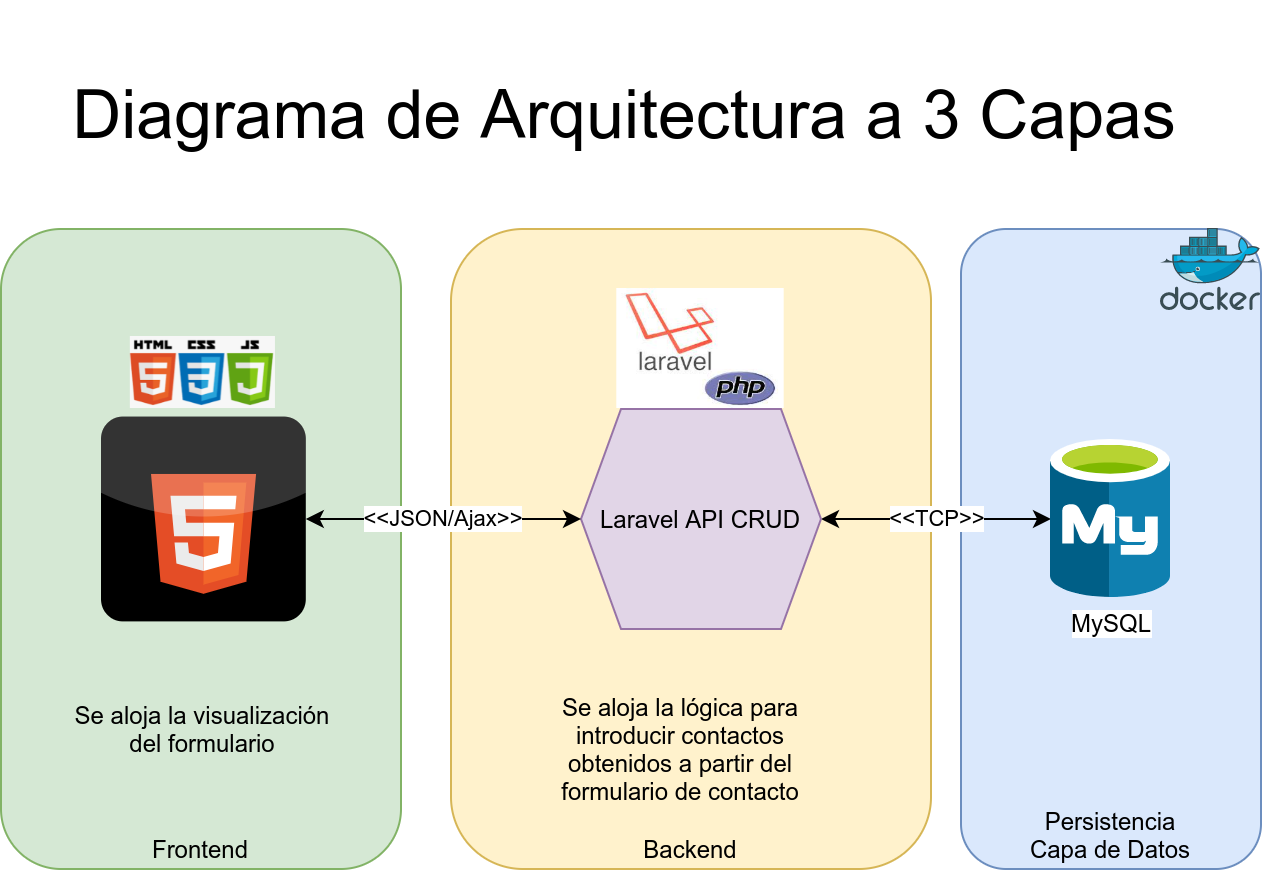 Diagrama de Arquitectura a 3 Capas
docker
HTML CSS JS
5 3 J
laravel
php
5
<<JSON/Ajax>>
Laravel API CRUD
<<TCP>>
My
MySQL
Se aloja la visualización
del formulario
Se aloja la lógica para
introducir contactos
obtenidos a partir del
formulario de contacto
Frontend
Backend
Persistencia
Capa de Datos